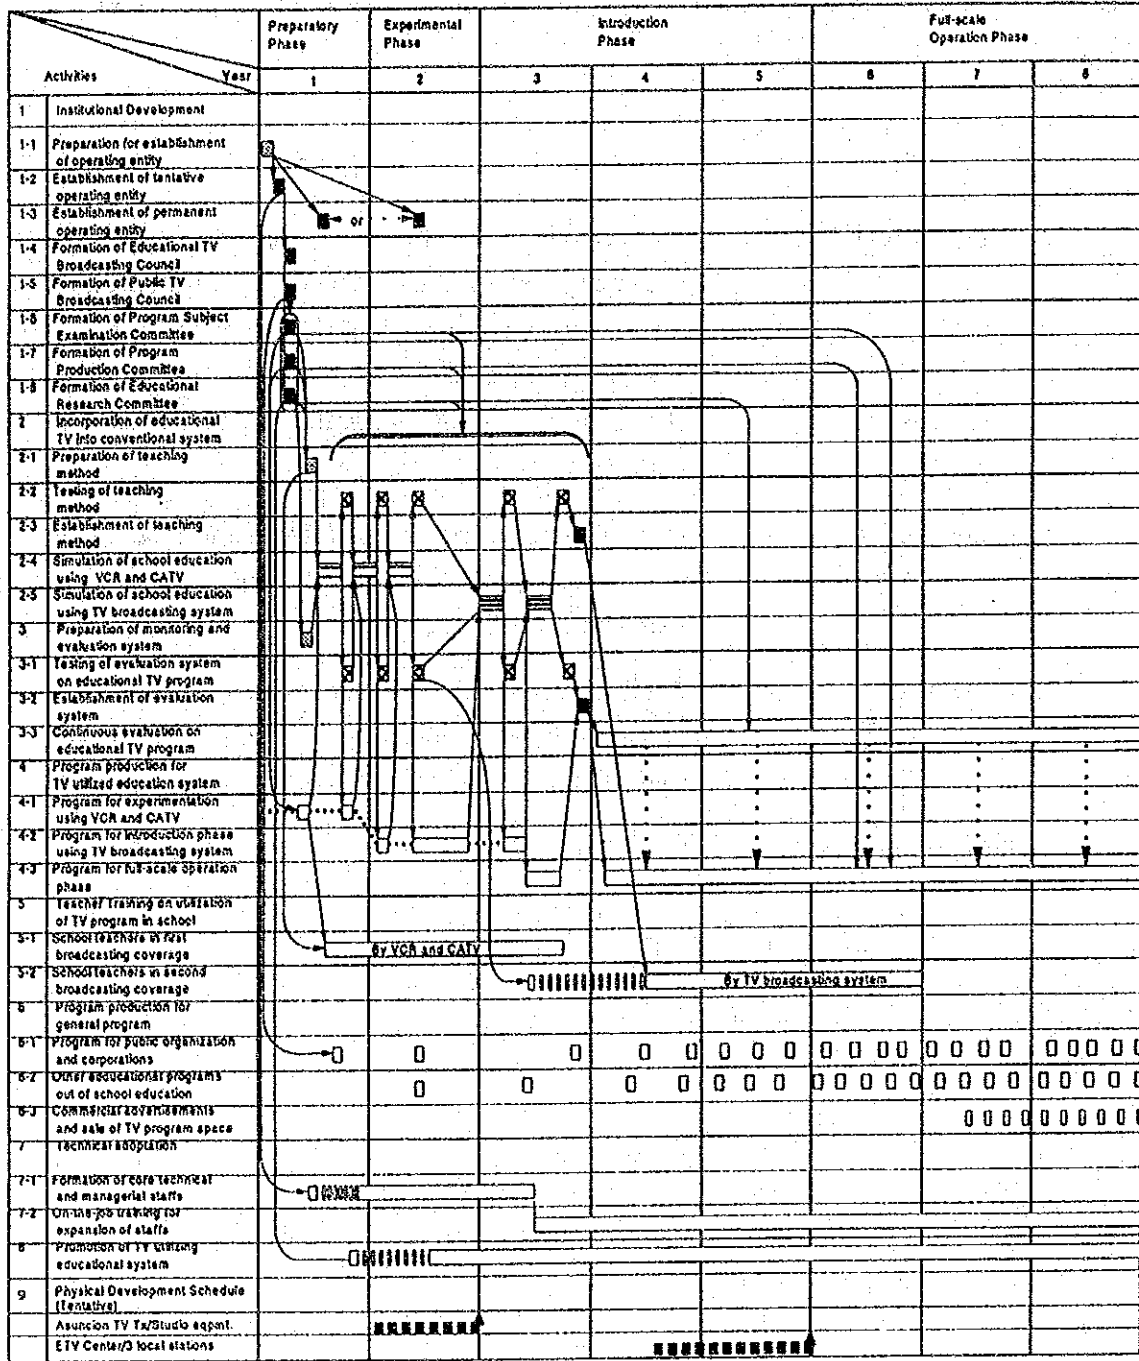 Preparatory Phase
Experimental Phase
Introduction Phase
Full-scale Operation Phase
Activities Year
1 2 3 4 5 6 7 8
1 Institutional Development
1-1 Preparation for establishment
of operating entity
1-2 Establishment of tentative
operating entity
1-3 Establishment of permanent
operating entity
or
1-4 Formation of Educational TV
Broadcasting Council
1-5 Formation of Public TV
Broadcasting Council
1-6 Formation of Program Subject
Examination Committee
1-7 Formation of Program
Production Committee
1-8 Formation of Educational
Research Committee
2 Incorporation of educational
TV into conventional system
2-1 Preparation of teaching
method
2-2 Testing of teaching
method
2-3 Establishment of teaching
method
2-4 Simulation of school education
using VCR and CATV
2-5 Simulation of school education
using TV broadcasting system
3 Preparation of monitoring and
evaluation system
3-1 Testing of evaluation system
on educational TV program
3-2 Establishment of evaluation
system
3-3 Continuous evaluation on
educational TV program
4 Program production for
TV utilized education system
4-1 Program for experimentation
using VCR and CATV
4-2 Program for introduction phase
using TV broadcasting system
4-3 Program for full-scale operation
phase
5 Teacher Training on utilization
of TV program in school
5-1 School teachers in first
broadcasting coverage
By VCR and CATV
5-2 School teachers in second
broadcasting coverage
By TV broadcasting system
6 Program production for
general program
6-1 Program for public organization
and corporations
6-2 Other educational programs
out of school education
6-3 Commercial advertisements
and sale of TV program space
7 Technical adoption
7-1 Formation of core technical
and managerial staffs
7-2 On-the-job training for
expansion of staffs
8 Promotion of TV utilizing
educational system
9 Physical Development Schedule
(Tentative)
Asuncion TV Tx/Studio eqpmt.
ETV Center/3 local stations